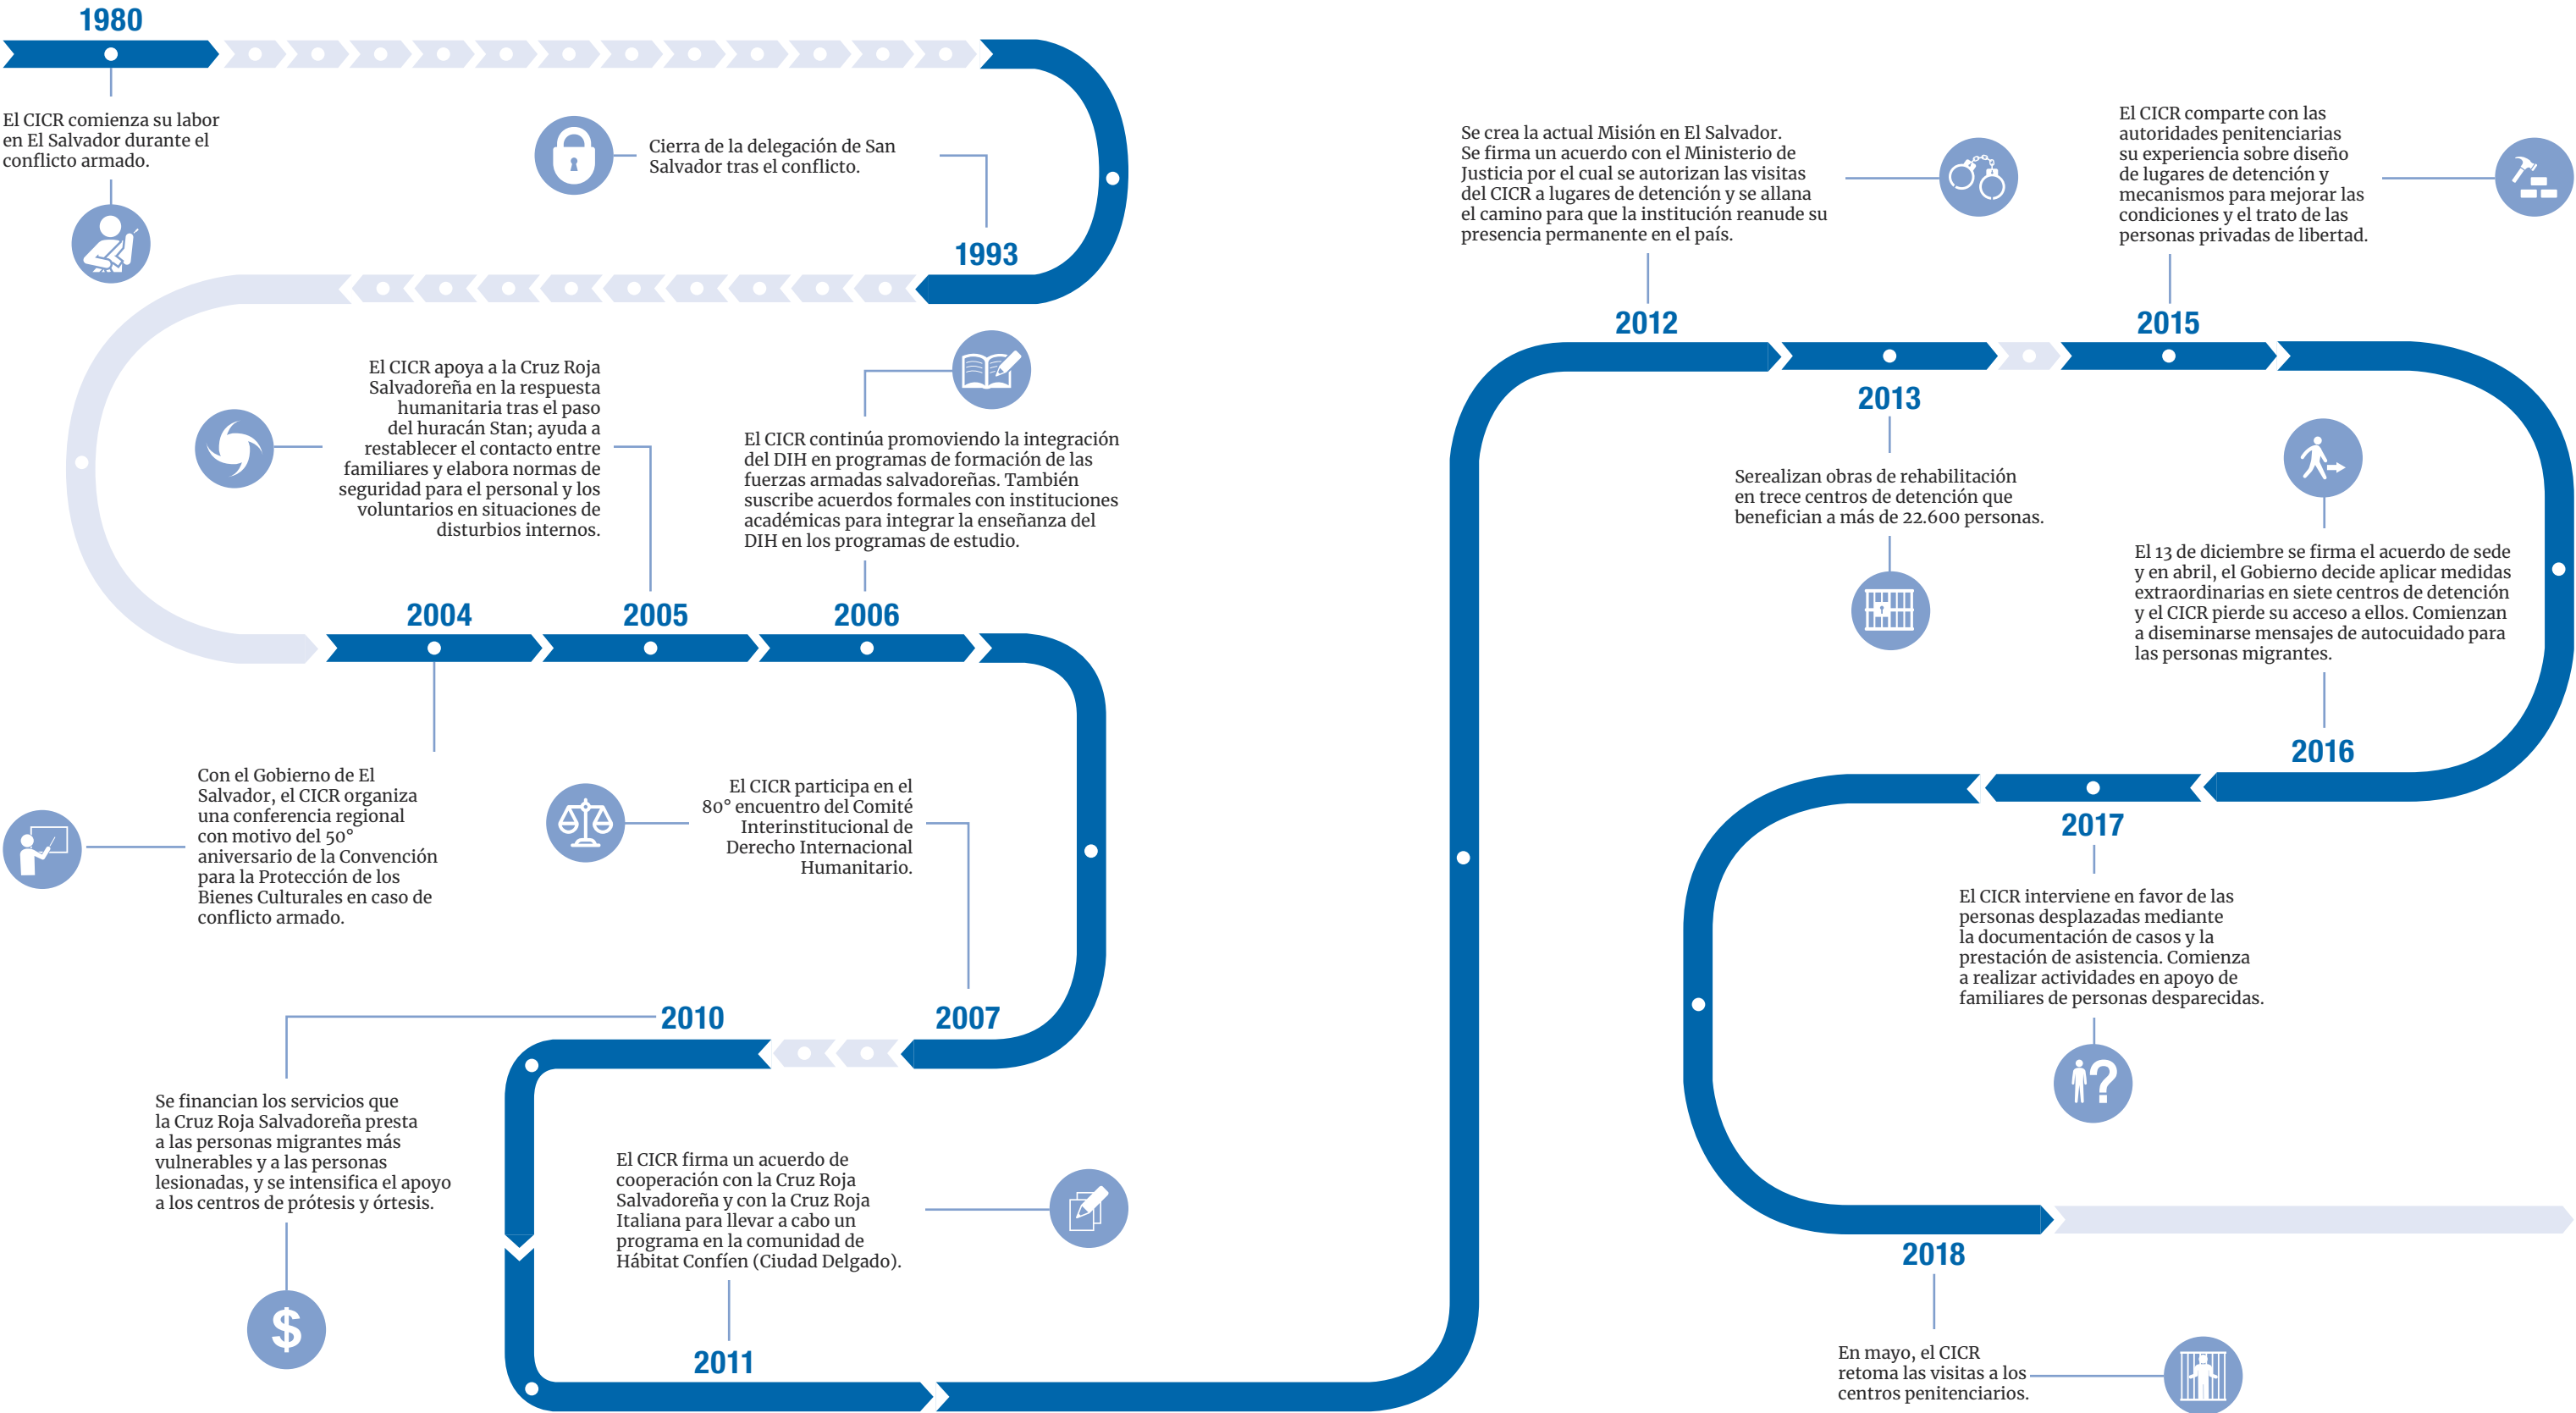 1980
El CICR comienza su labor
en El Salvador durante el
conflicto armado.
Cierra de la delegación de San
Salvador tras el conflicto.
1993
El CICR apoya a la Cruz Roja
Salvadoreña en la respuesta
humanitaria tras el paso
del huracán Stan; ayuda a
restablecer el contacto entre
familiares y elabora normas de
seguridad para el personal y los
voluntarios en situaciones de
disturbios internos.
El CICR continúa promoviendo la integración
del DIH en programas de formación de las
fuerzas armadas salvadoreñas. También
suscribe acuerdos formales con instituciones
académicas para integrar la enseñanza del
DIH en los programas de estudio.
2004
2005
2006
Con el Gobierno de El
Salvador, el CICR organiza
una conferencia regional
con motivo del 50°
aniversario de la Convención
para la Protección de los
Bienes Culturales en caso de
conflicto armado.
El CICR participa en el
80° encuentro del Comité
Interinstitucional de
Derecho Internacional
Humanitario.
2010
2007
Se financian los servicios que
la Cruz Roja Salvadoreña presta
a las personas migrantes más
vulnerables y a las personas
lesionadas, y se intensifica el apoyo
a los centros de prótesis y órtesis.
$
El CICR firma un acuerdo de
cooperación con la Cruz Roja
Salvadoreña y con la Cruz Roja
Italiana para llevar a cabo un
programa en la comunidad de
Hábitat Confíen (Ciudad Delgado).
2011
Se crea la actual Misión en El Salvador.
Se firma un acuerdo con el Ministerio de
Justicia por el cual se autorizan las visitas
del CICR a lugares de detención y se allana
el camino para que la institución reanude su
presencia permanente en el país.
2012
El CICR comparte con las
autoridades penitenciarias
su experiencia sobre diseño
de lugares de detención y
mecanismos para mejorar las
condiciones y el trato de las
personas privadas de libertad.
2015
2013
Serealizan obras de rehabilitación
en trece centros de detención que
benefician a más de 22.600 personas.
El 13 de diciembre se firma el acuerdo de sede
y en abril, el Gobierno decide aplicar medidas
extraordinarias en siete centros de detención
y el CICR pierde su acceso a ellos. Comienzan
a diseminarse mensajes de autocuidado para
las personas migrantes.
2016
2017
El CICR interviene en favor de las
personas desplazadas mediante
la documentación de casos y la
prestación de asistencia. Comienza
a realizar actividades en apoyo de
familiares de personas desparecidas.
?
2018
En mayo, el CICR
retoma las visitas a los
centros penitenciarios.